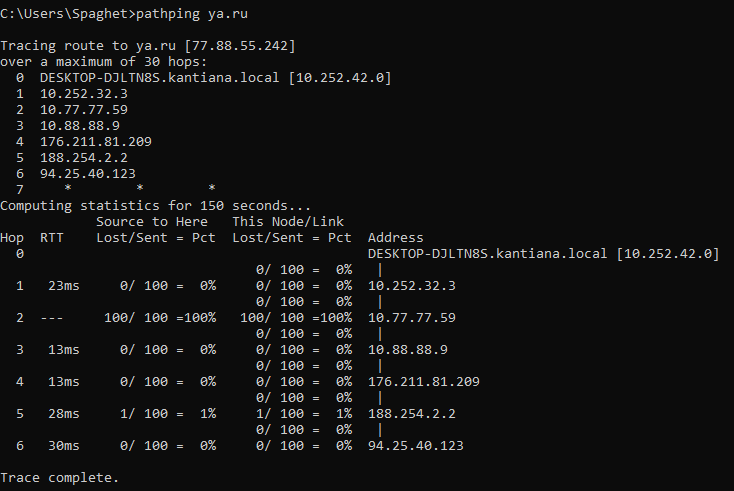 C:\Users\Spaghet>pathping ya.ru

Tracing route to ya.ru [77.88.55.242]
over a maximum of 30 hops:
  0  DESKTOP-DJLTN8S.kantiana.local [10.252.42.0]
  1  10.252.32.3
  2  10.77.77.59
  3  10.88.88.9
  4  176.211.81.209
  5  188.254.2.2
  6  94.25.40.123
  7     *        *        *
Computing statistics for 150 seconds...
            Source to Here   This Node/Link
Hop  RTT    Lost/Sent = Pct  Lost/Sent = Pct  Address
  0                                           DESKTOP-DJLTN8S.kantiana.local [10.252.42.0]
                                0/ 100 =  0%   |
  1   23ms     0/ 100 =  0%     0/ 100 =  0%  10.252.32.3
                                0/ 100 =  0%   |
  2  ---     100/ 100 =100%   100/ 100 =100%  10.77.77.59
                                0/ 100 =  0%   |
  3   13ms     0/ 100 =  0%     0/ 100 =  0%  10.88.88.9
                                0/ 100 =  0%   |
  4   13ms     0/ 100 =  0%     0/ 100 =  0%  176.211.81.209
                                0/ 100 =  0%   |
  5   28ms     1/ 100 =  1%     1/ 100 =  1%  188.254.2.2
                                0/ 100 =  0%   |
  6   30ms     0/ 100 =  0%     0/ 100 =  0%  94.25.40.123

Trace complete.